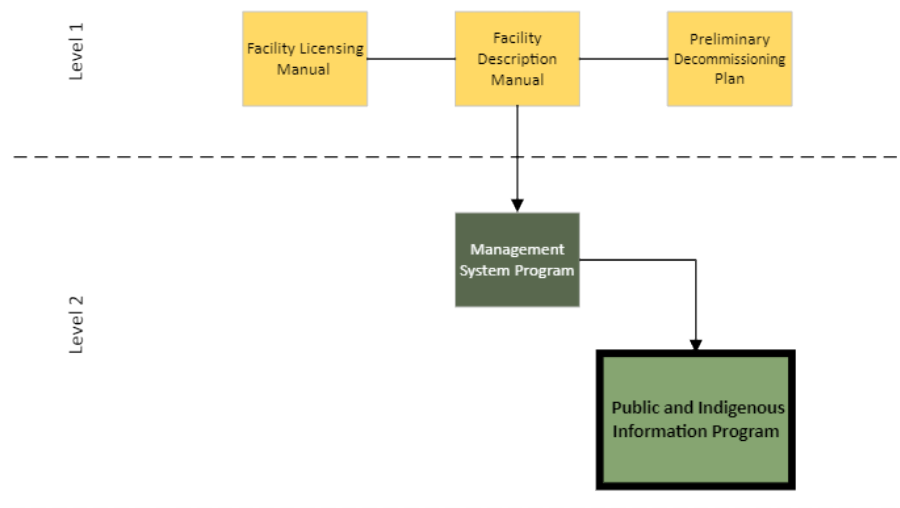 Level 1
Facility Licensing
Manual
Facility
Description
Manual
Preliminary
Decommissioning
Plan
Level 2
Management
System Program
Public and Indigenous
Information Program